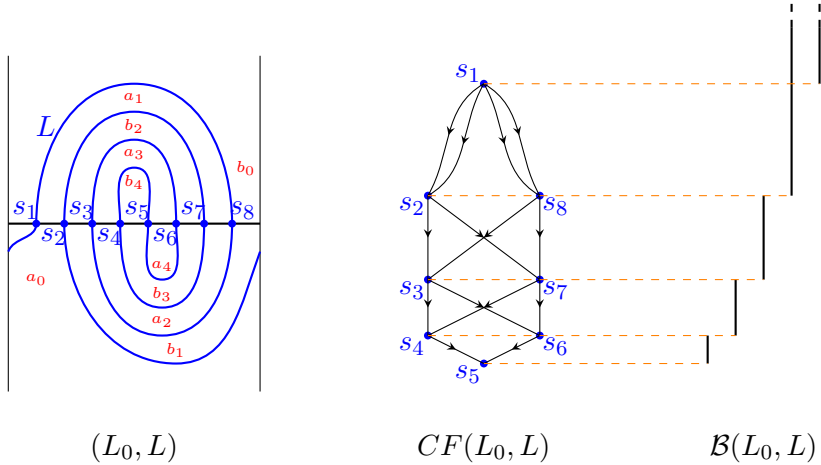 a₁
L
b₂
a₃
b₀
b₄
s₁ s₃ s₅ s₇ s₈
s₂ s₄ s₆
a₀
a₄
b₃
a₂
b₁
(L₀, L)
s₁
s₂ s₈
s₃ s₇
s₄ s₆
s₅
CF(L₀, L)
ℬ(L₀, L)